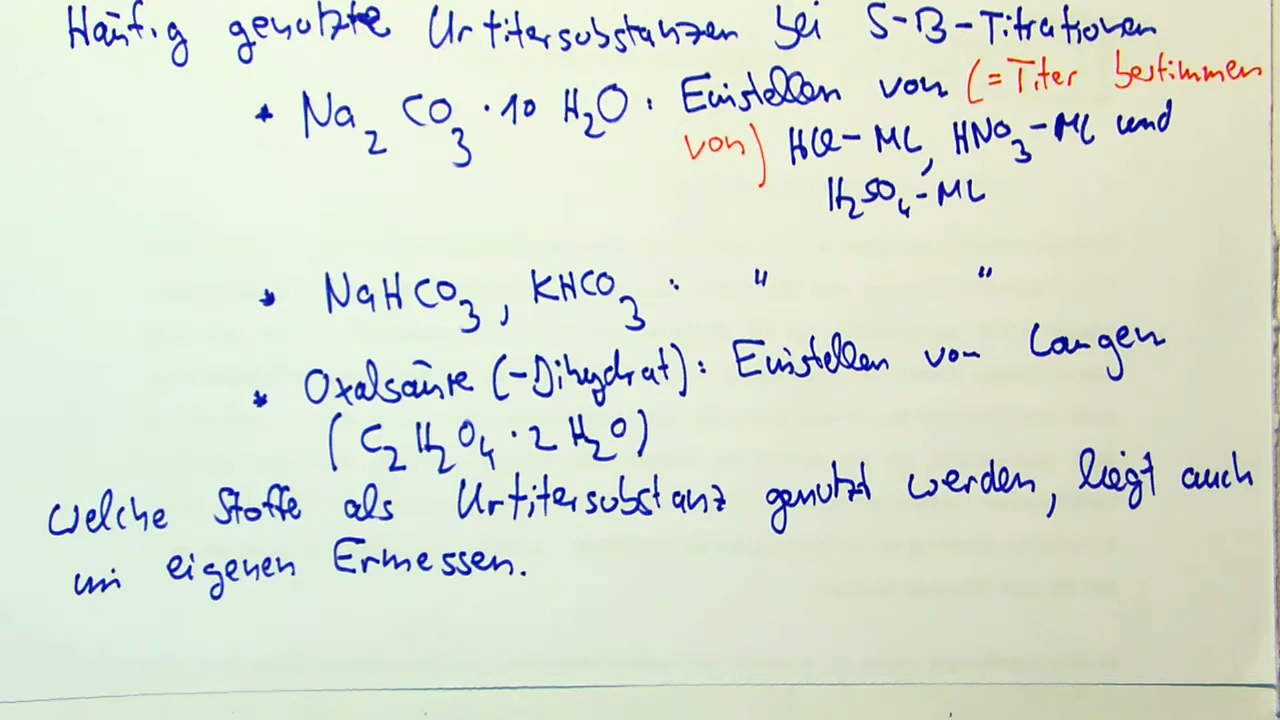 Häufig genutzte Urtitersubstanzen bei S-B-Titrationen
* Na₂CO₃·10 H₂O: Einstellen von (=Titer bestimmen
von) HCl-ML, HNO₃-ML und
H₂SO₄-ML
* NaHCO₃, KHCO₃: " "
* Oxalsäure (-Dihydrat): Einstellen von Laugen
(C₂H₂O₄·2 H₂O)
Welche Stoffe als Urtitersubstanz genutzt werden, liegt auch
im eigenen Ermessen.